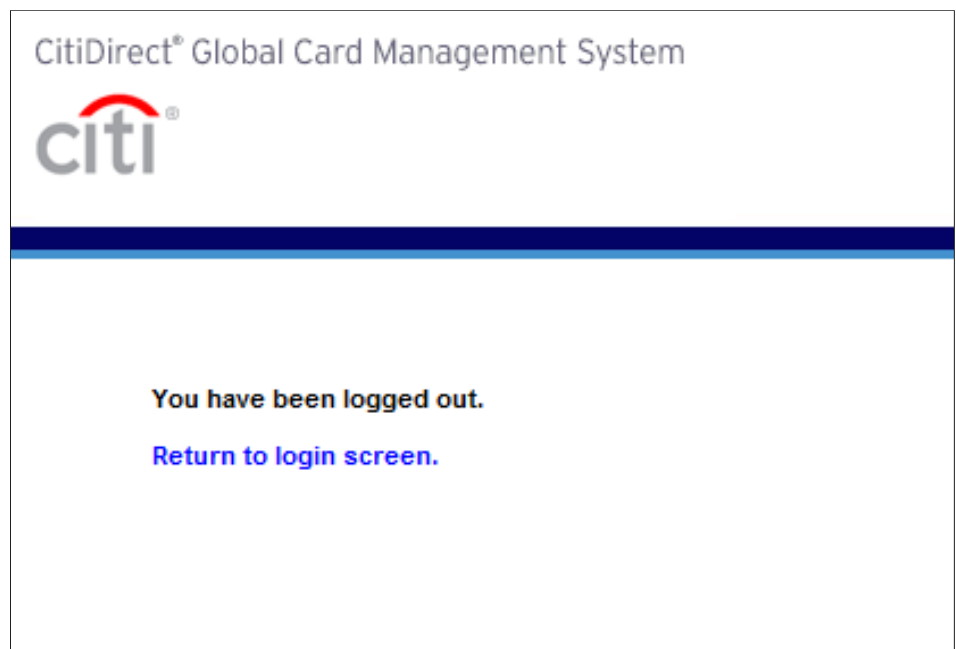 CitiDirect® Global Card Management System
citi®
You have been logged out.
Return to login screen.